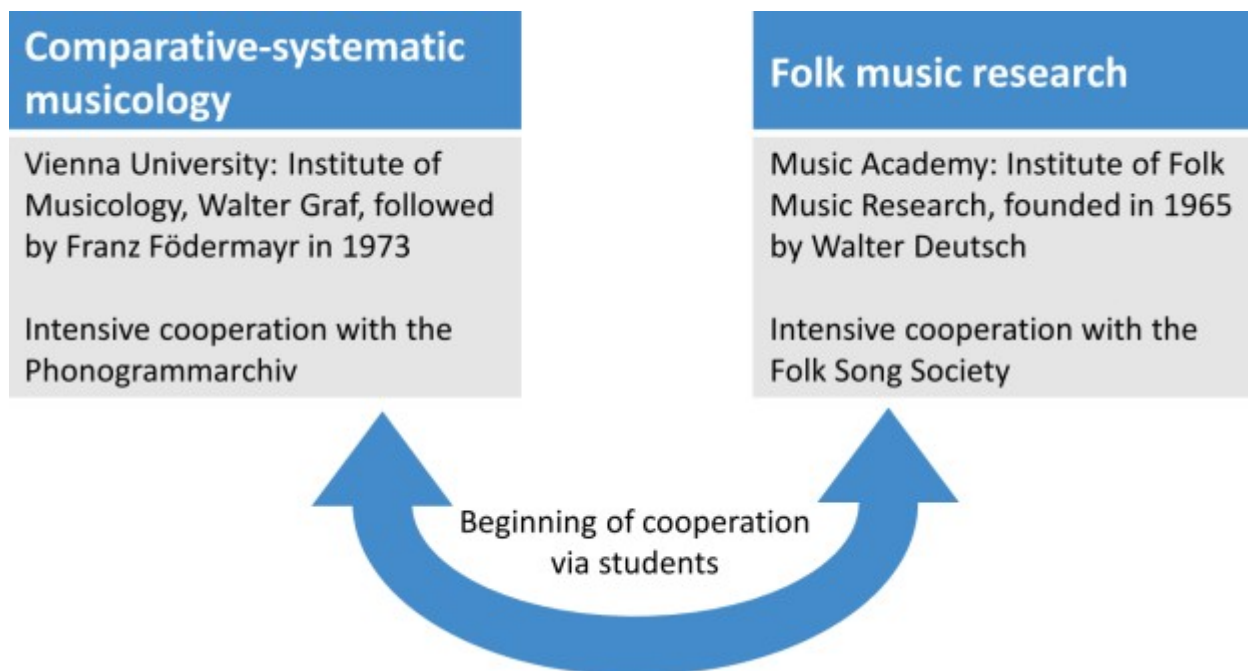 Comparative-systematic
musicology
Vienna University: Institute of
Musicology, Walter Graf, followed
by Franz Födermayr in 1973
Intensive cooperation with the
Phonogrammarchiv
Folk music research
Music Academy: Institute of Folk
Music Research, founded in 1965
by Walter Deutsch
Intensive cooperation with the
Folk Song Society
Beginning of cooperation
via students